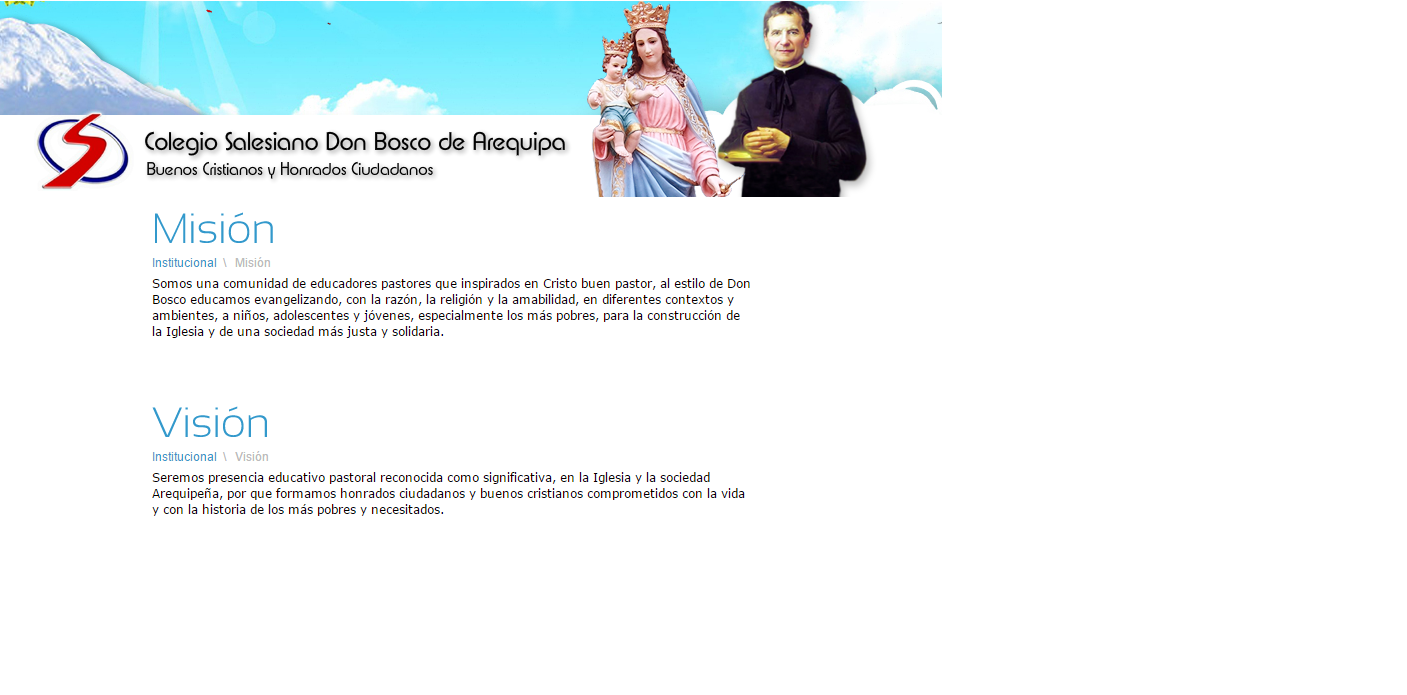 Colegio Salesiano Don Bosco de Arequipa
Buenos Cristianos y Honrados Ciudadanos
Misión
Institucional \ Misión
Somos una comunidad de educadores pastores que inspirados en Cristo buen pastor, al estilo de Don
Bosco educamos evangelizando, con la razón, la religión y la amabilidad, en diferentes contextos y
ambientes, a niños, adolescentes y jóvenes, especialmente los más pobres, para la construcción de
la Iglesia y de una sociedad más justa y solidaria.
Visión
Institucional \ Visión
Seremos presencia educativo pastoral reconocida como significativa, en la Iglesia y la sociedad
Arequipeña, por que formamos honrados ciudadanos y buenos cristianos comprometidos con la vida
y con la historia de los más pobres y necesitados.